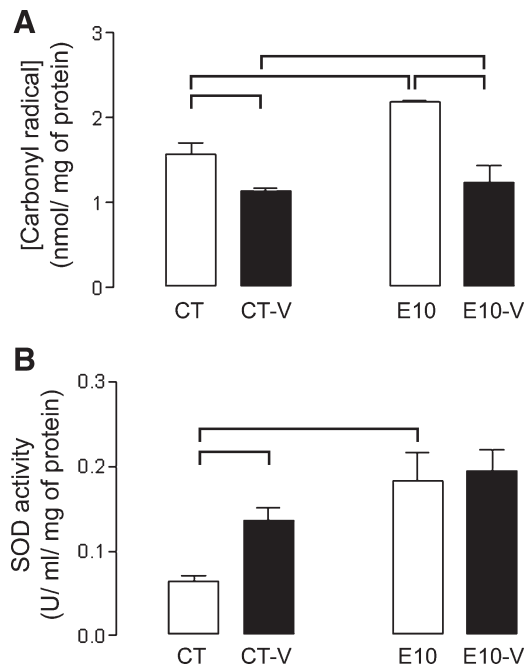 A
[Carbonyl radical]
(nmol/ mg of protein)
3
2
1
0
CT CT-V E10 E10-V
B
SOD activity
(U/ ml/ mg of protein)
0.3
0.2
0.1
0.0
CT CT-V E10 E10-V